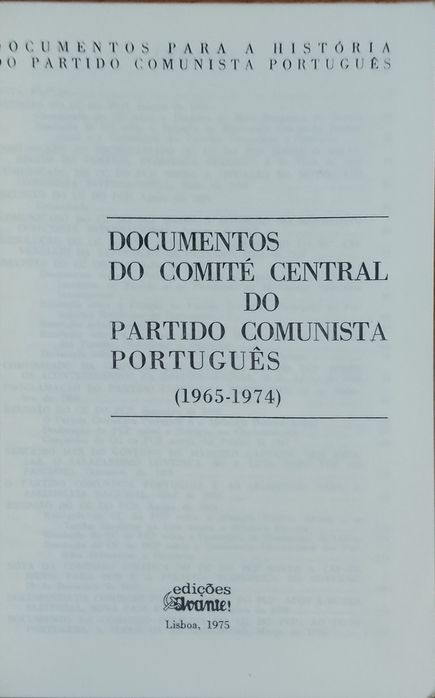 DOCUMENTOS PARA A HISTÓRIA
DO PARTIDO COMUNISTA PORTUGUÊS
DOCUMENTOS
DO COMITÉ CENTRAL
DO
PARTIDO COMUNISTA
PORTUGUÊS
(1965-1974)
edições
Avante!
Lisboa, 1975